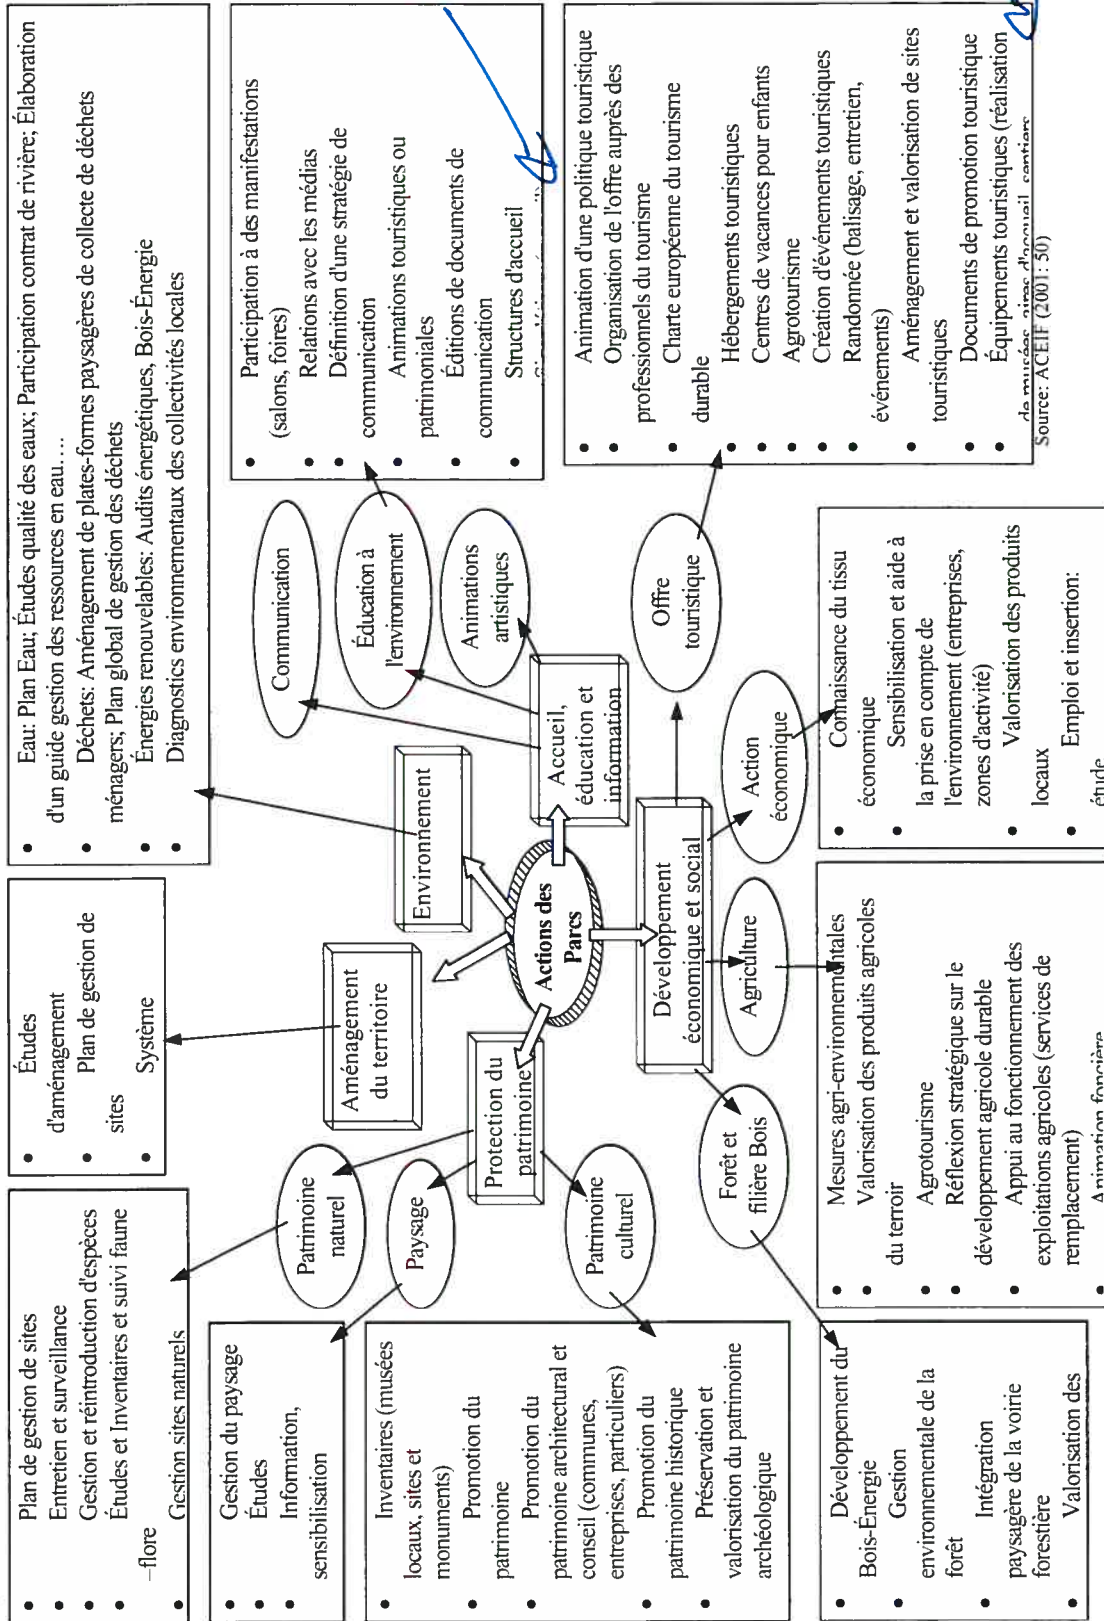 Plan de gestion de sites
Entretien et surveillance
Gestion et réintroduction d'espèces
Études et Inventaires et suivi faune
–flore
Gestion sites naturels
Études
d'aménagement
Plan de gestion de
sites
Système
Eau: Plan Eau; Études qualité des eaux; Participation contrat de rivière; Élaboration
d'un guide gestion des ressources en eau…
Déchets: Aménagement de plates-formes paysagères de collecte de déchets
ménagers; Plan global de gestion des déchets
Énergies renouvelables: Audits énergétiques, Bois-Énergie
Diagnostics environnementaux des collectivités locales
Gestion du paysage
Études
Information,
sensibilisation
Patrimoine
naturel
Paysage
Patrimoine
culturel
Aménagement
du territoire
Protection du
patrimoine
Environnement
Communication
Éducation à
l'environnement
Animations
artistiques
Accueil,
éducation et
information
Actions des
Parcs
Participation à des manifestations
(salons, foires)
Relations avec les médias
Définition d'une stratégie de
communication
Animations touristiques ou
patrimoniales
Éditions de documents de
communication
Structures d'accueil
Inventaires (musées
locaux, sites et
monuments)
Promotion du
patrimoine
Promotion du
patrimoine architectural et
conseil (communes,
entreprises, particuliers)
Promotion du
patrimoine historique
Préservation et
valorisation du patrimoine
archéologique
Forêt et
filière Bois
Développement
économique et social
Agriculture
Action
économique
Offre
touristique
Animation d'une politique touristique
Organisation de l'offre auprès des
professionnels du tourisme
Charte européenne du tourisme
durable
Hébergements touristiques
Centres de vacances pour enfants
Agrotourisme
Création d'événements touristiques
Randonnée (balisage, entretien,
événements)
Aménagement et valorisation de sites
touristiques
Documents de promotion touristique
Équipements touristiques (réalisation
de musées, aires d'accueil, sentiers
Source: ACEIF (2001: 50)
Développement du
Bois-Énergie
Gestion
environnementale de la
forêt
Intégration
paysagère de la voirie
forestière
Valorisation des
Mesures agri-environnementales
Valorisation des produits agricoles
du terroir
Agrotourisme
Réflexion stratégique sur le
développement agricole durable
Appui au fonctionnement des
exploitations agricoles (services de
remplacement)
Animation foncière
Connaissance du tissu
économique
Sensibilisation et aide à
la prise en compte de
l'environnement (entreprises,
zones d'activité)
Valorisation des produits
locaux
Emploi et insertion:
étude